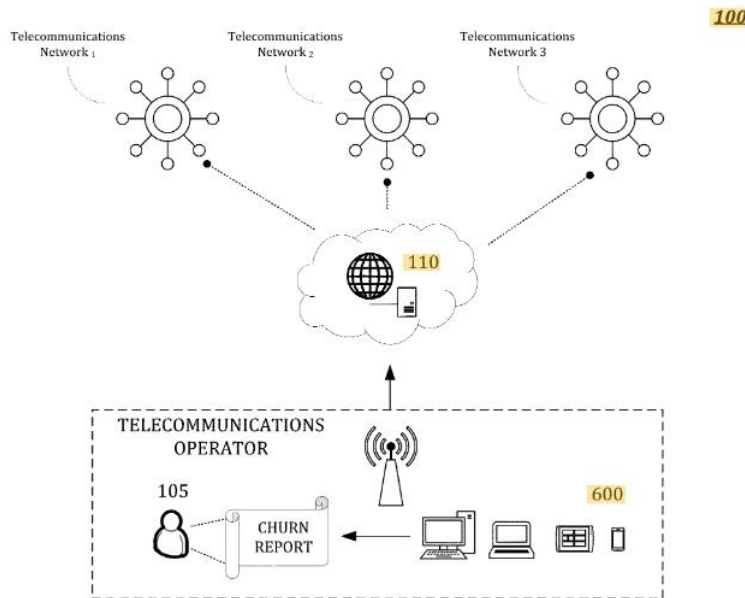 100
Telecommunications
Network 1
Telecommunications
Network 2
Telecommunications
Network 3
110
TELECOMMUNICATIONS
OPERATOR
105
600
CHURN
REPORT